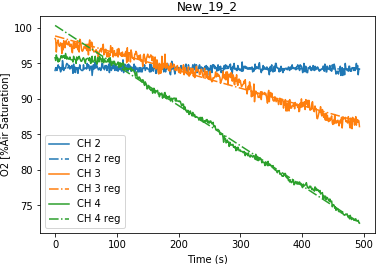 New_19_2
O2 [%Air Saturation]
100
95
90
85
80
75
CH 2
CH 2 reg
CH 3
CH 3 reg
CH 4
CH 4 reg
0
100
200
300
400
500
Time (s)